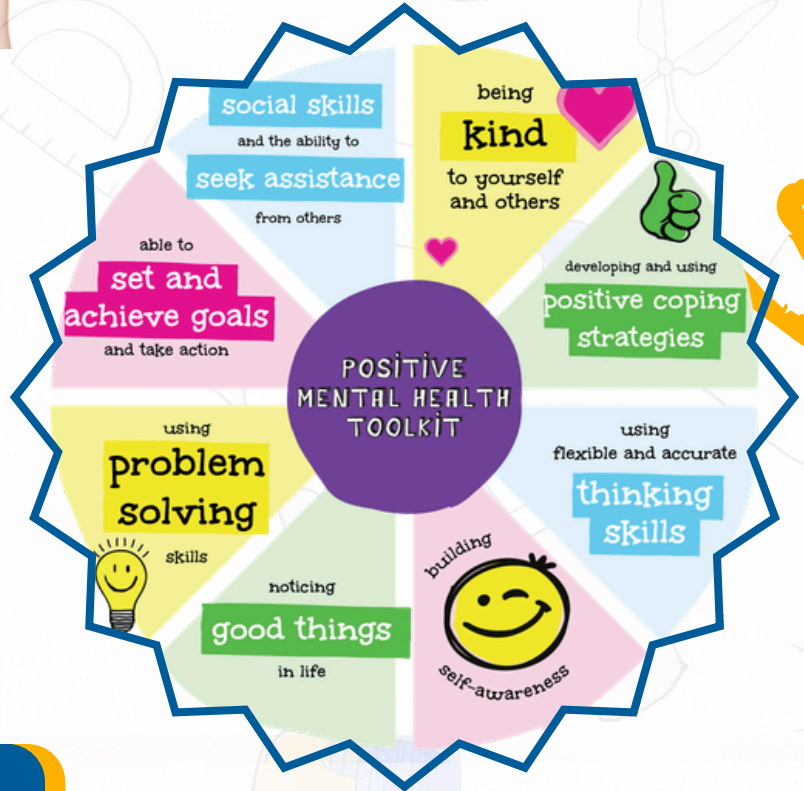 POSITIVE
MENTAL HEALTH
TOOLKIT
being
kind
to yourself
and others
developing and using
positive coping
strategies
using
flexible and accurate
thinking
skills
building
self-awareness
noticing
good things
in life
using
problem
solving
skills
able to
set and
achieve goals
and take action
social skills
and the ability to
seek assistance
from others